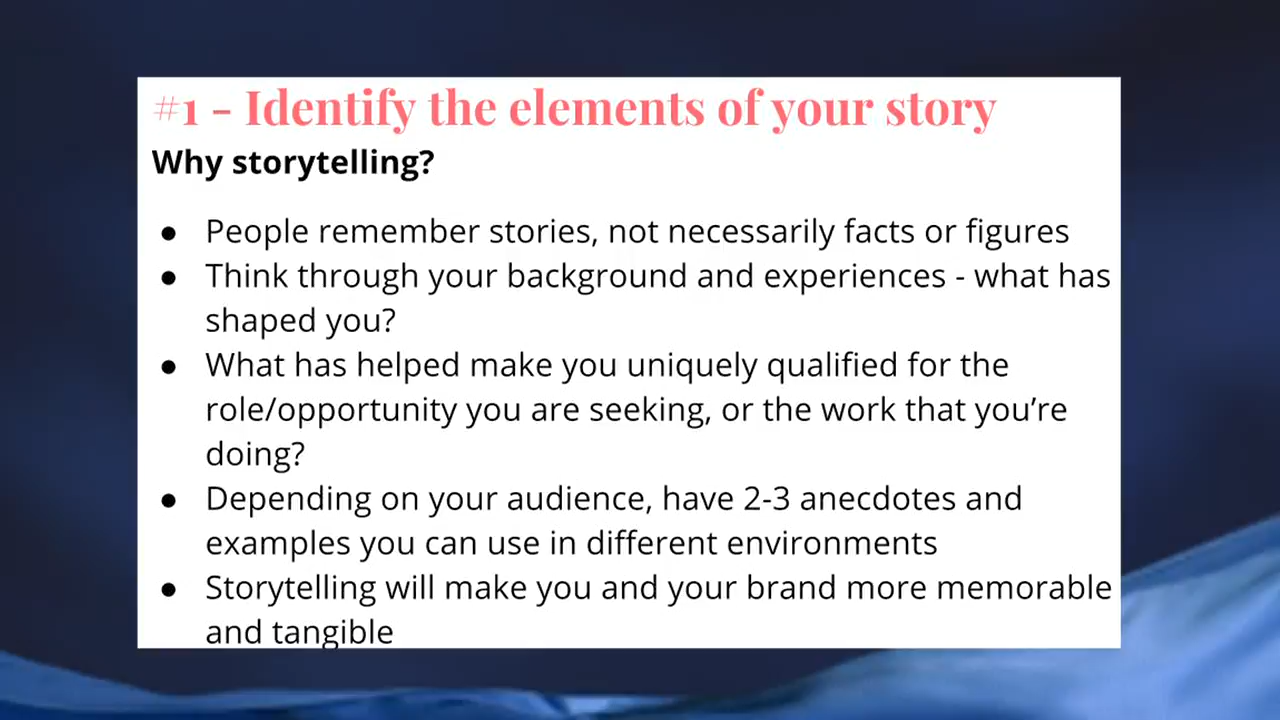 #1 - Identify the elements of your story
Why storytelling?
● People remember stories, not necessarily facts or figures
● Think through your background and experiences - what has
shaped you?
● What has helped make you uniquely qualified for the
role/opportunity you are seeking, or the work that you’re
doing?
● Depending on your audience, have 2-3 anecdotes and
examples you can use in different environments
● Storytelling will make you and your brand more memorable
and tangible